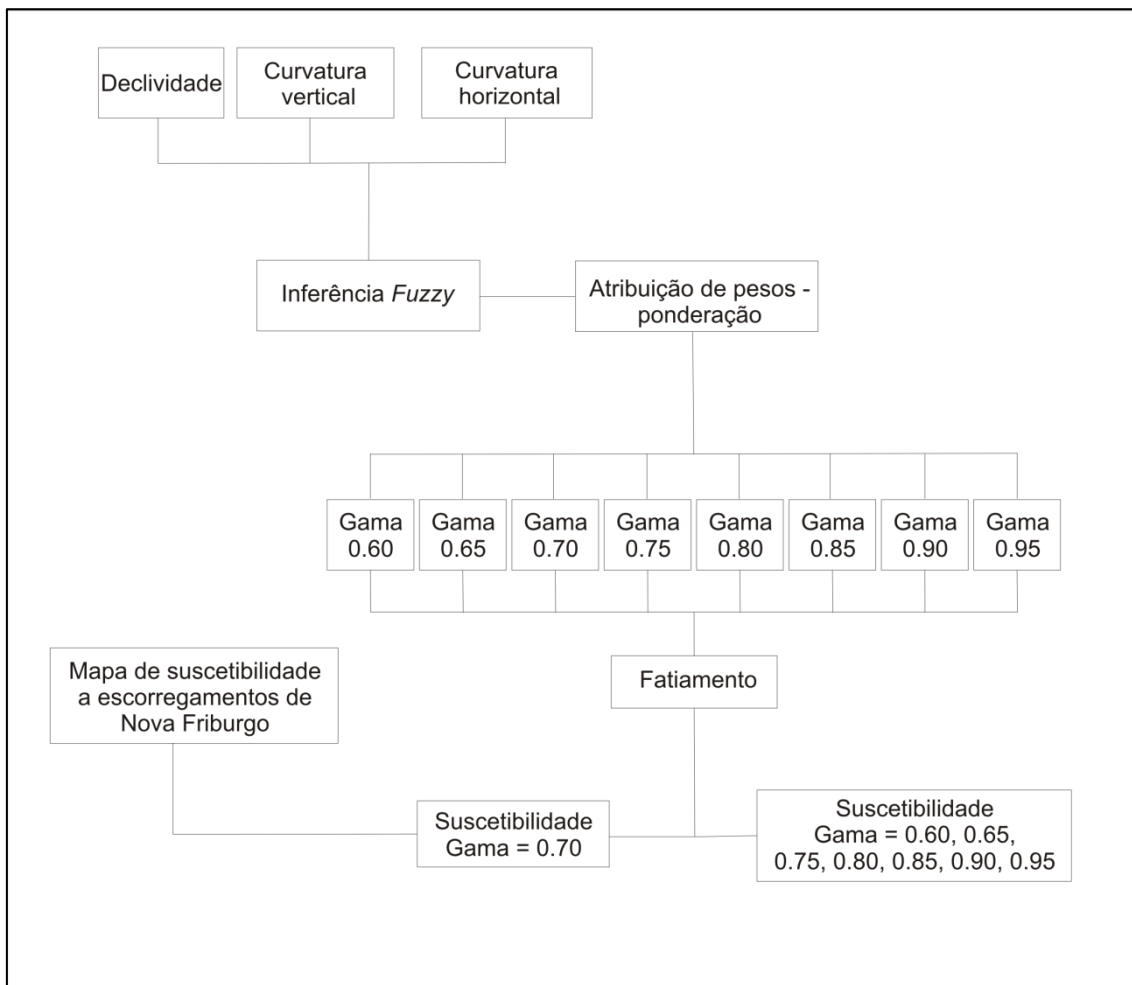 Declividade
Curvatura
vertical
Curvatura
horizontal
Inferência Fuzzy
Atribuição de pesos -
ponderação
Gama
0.60
Gama
0.65
Gama
0.70
Gama
0.75
Gama
0.80
Gama
0.85
Gama
0.90
Gama
0.95
Mapa de suscetibilidade
a escorregamentos de
Nova Friburgo
Fatiamento
Suscetibilidade
Gama = 0.70
Suscetibilidade
Gama = 0.60, 0.65,
0.75, 0.80, 0.85, 0.90, 0.95